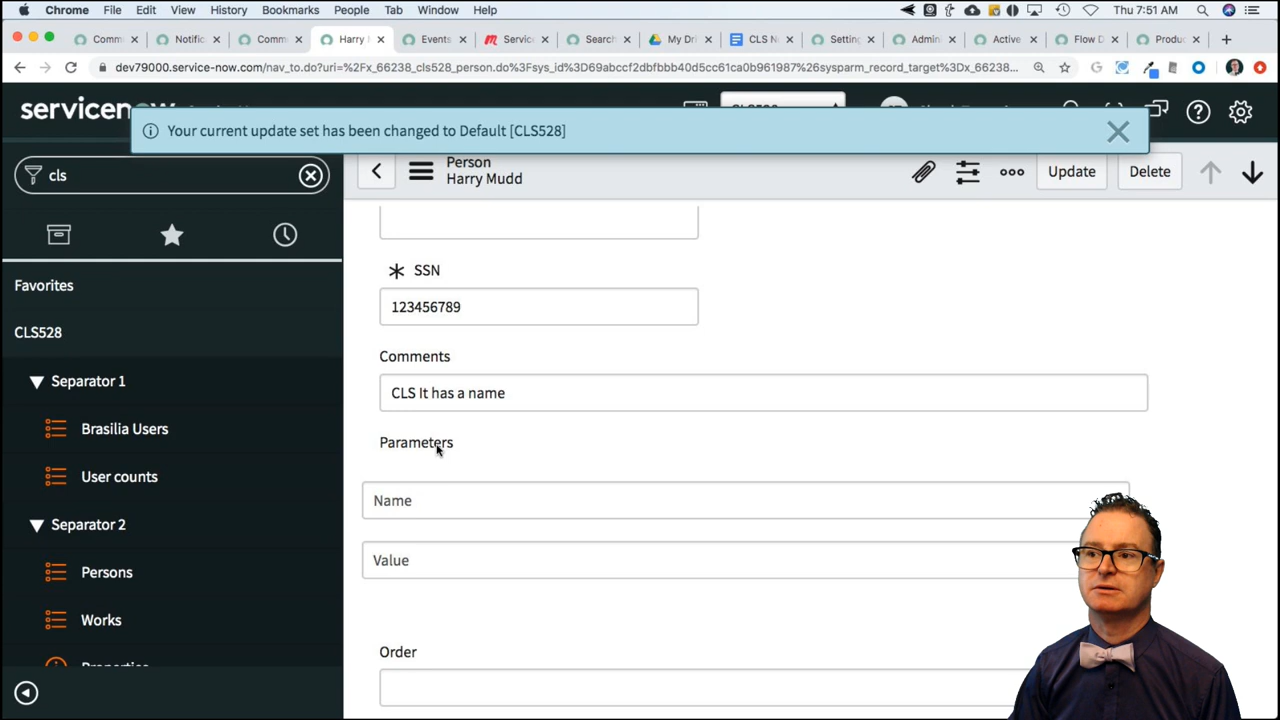 Chrome File Edit View History Bookmarks People Tab Window Help Thu 7:51 AM
Comm Notific Comm Harry Events Servic Search My Dri CLS N Setting Admin Active Flow D Produc
dev79000.service-now.com/nav_to.do?uri=%2Fx_66238_cls528_person.do%3Fsys_id%3D69abccf2dbfbbb40d5cc61ca0b961987%26sysparm_record_target%3Dx_66238...
Your current update set has been changed to Default [CLS528]
cls
Person
Harry Mudd
Update
Delete
SSN
123456789
Favorites
CLS528
Comments
CLS It has a name
Separator 1
Brasilia Users
Parameters
User counts
Name
Separator 2
Value
Persons
Works
Order